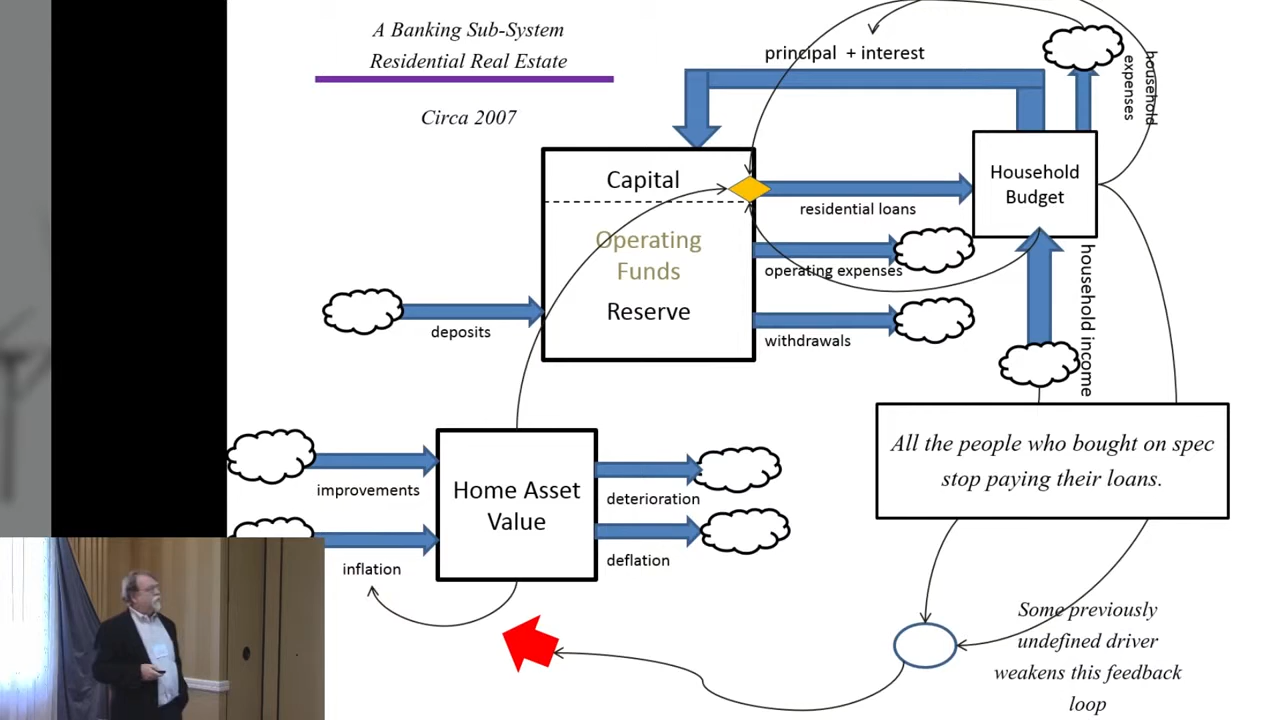 A Banking Sub-System
Residential Real Estate
Circa 2007
principal + interest
household
expenses
Capital
Household
Budget
residential loans
Operating
Funds
operating expenses
Reserve
deposits
withdrawals
household income
All the people who bought on spec
stop paying their loans.
improvements
Home Asset
Value
deterioration
inflation
deflation
Some previously
undefined driver
weakens this feedback
loop